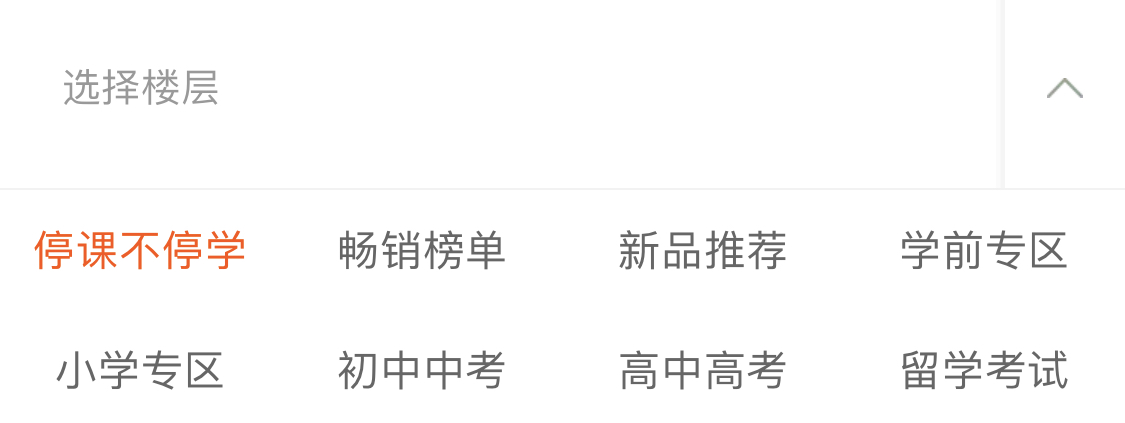 选择楼层
停课不停学 畅销榜单 新品推荐 学前专区
小学专区 初中中考 高中高考 留学考试